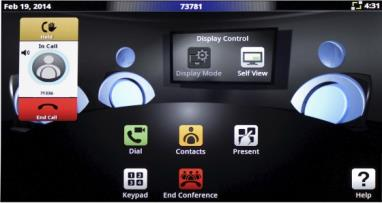 Feb 19, 2014
73781
4:31
Held
In Call
71336
End Call
Display Control
Display Mode
Self View
Dial
Contacts
Present
Keypad
End Conference
Help